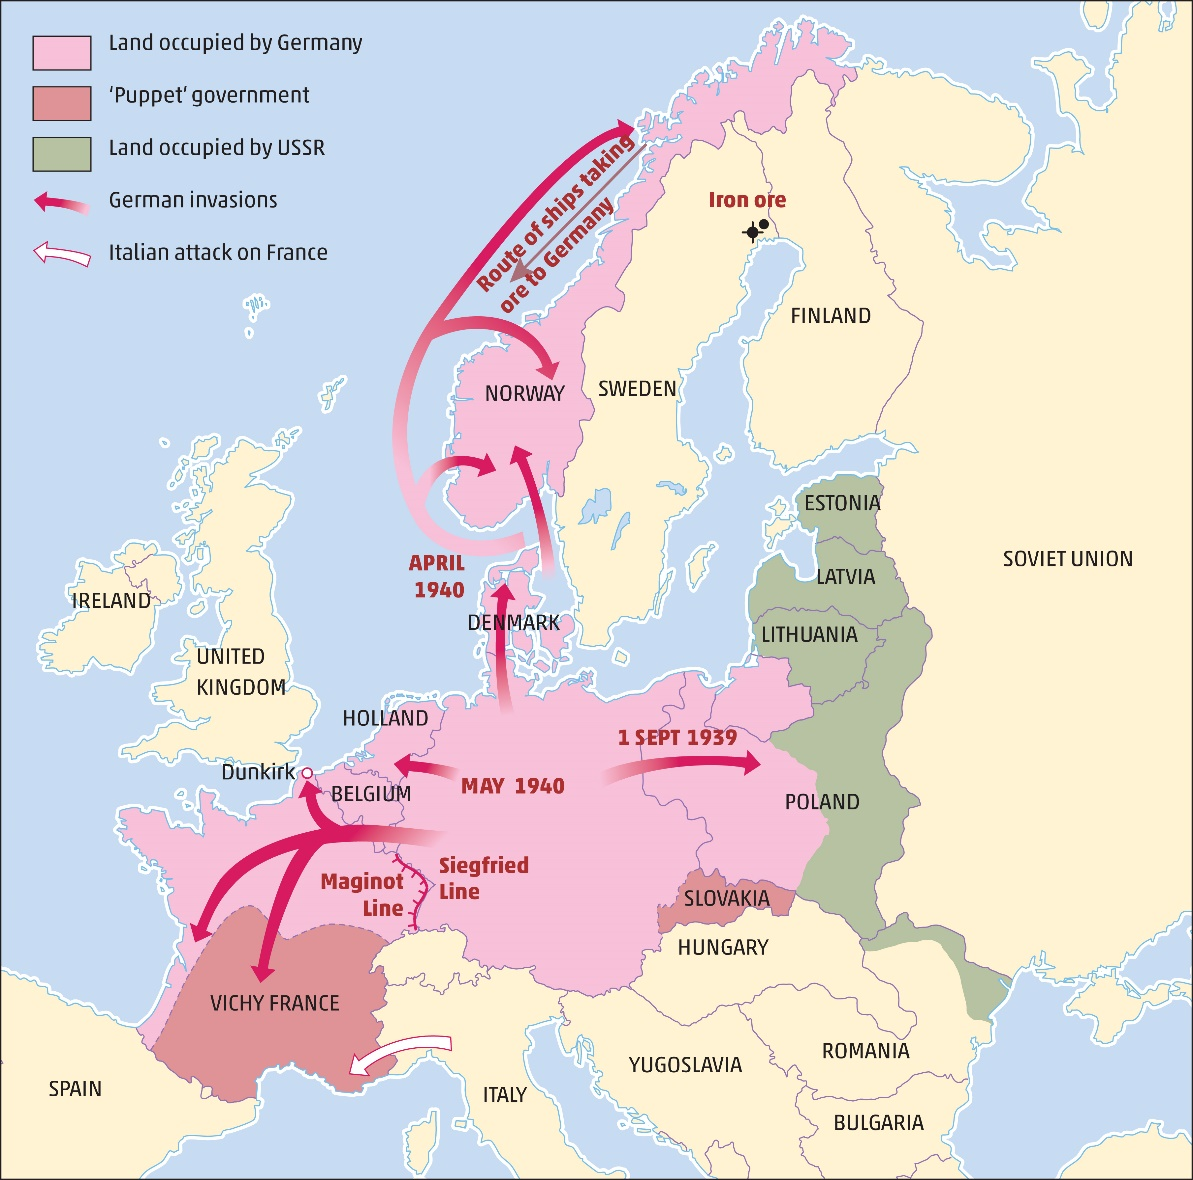 Land occupied by Germany
‘Puppet’ government
Land occupied by USSR
German invasions
Italian attack on France
Route of ships taking
ore to Germany
Iron ore
FINLAND
NORWAY
SWEDEN
ESTONIA
SOVIET UNION
APRIL
1940
LATVIA
IRELAND
DENMARK
LITHUANIA
UNITED
KINGDOM
HOLLAND
1 SEPT 1939
Dunkirk
MAY 1940
BELGIUM
POLAND
Siegfried
Line
Maginot
Line
SLOVAKIA
HUNGARY
VICHY FRANCE
ROMANIA
YUGOSLAVIA
SPAIN
ITALY
BULGARIA